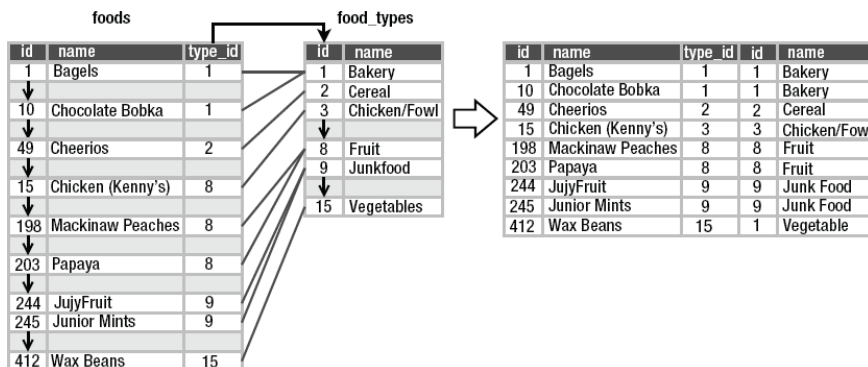 foods
id name type_id
1 Bagels 1
10 Chocolate Bobka 1
49 Cheerios 2
15 Chicken (Kenny's) 8
198 Mackinaw Peaches 8
203 Papaya 8
244 JujyFruit 9
245 Junior Mints 9
412 Wax Beans 15
food_types
id name
1 Bakery
2 Cereal
3 Chicken/Fowl
8 Fruit
9 Junkfood
15 Vegetables
id name type_id id name
1 Bagels 1 1 Bakery
10 Chocolate Bobka 1 1 Bakery
49 Cheerios 2 2 Cereal
15 Chicken (Kenny's) 3 3 Chicken/Fowl
198 Mackinaw Peaches 8 8 Fruit
203 Papaya 8 8 Fruit
244 JujyFruit 9 9 Junk Food
245 Junior Mints 9 9 Junk Food
412 Wax Beans 15 1 Vegetable